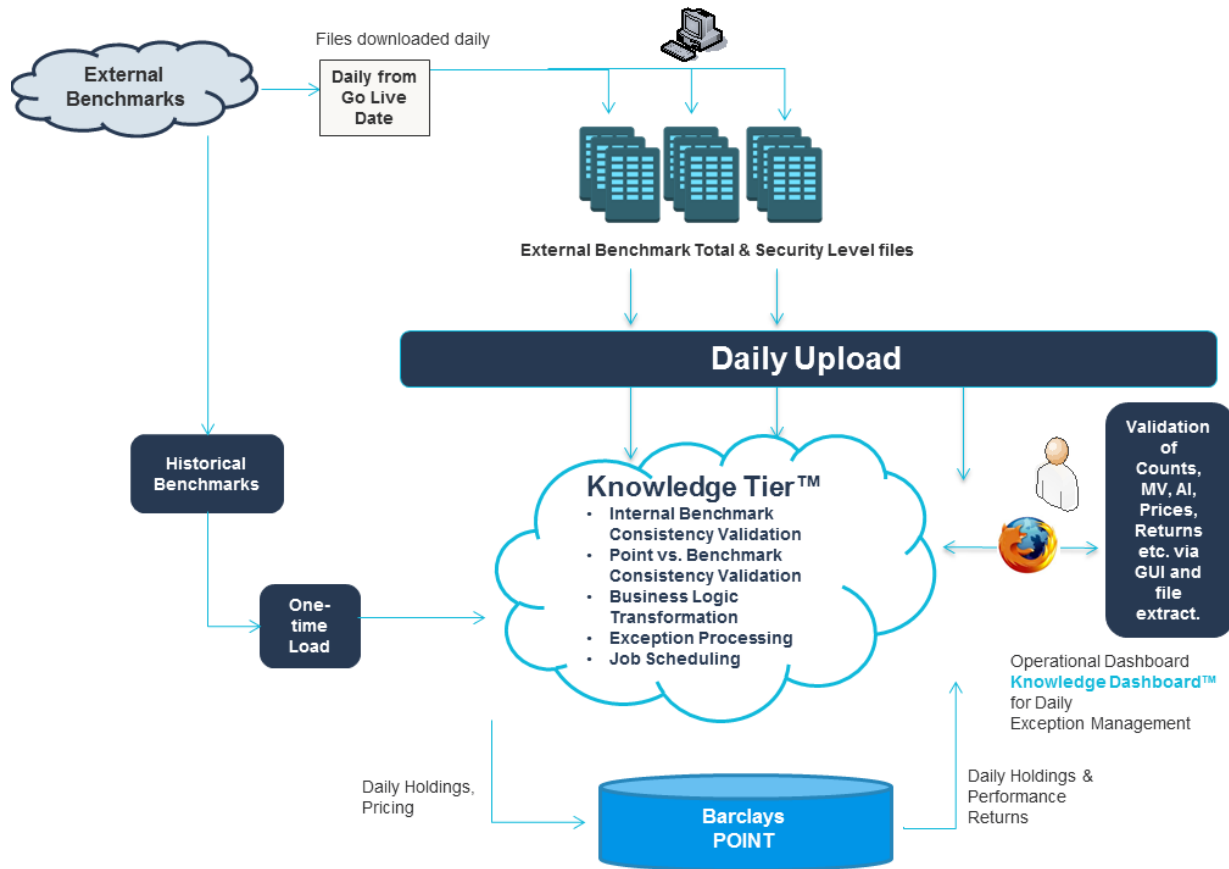 Files downloaded daily
External
Benchmarks
Daily from
Go Live
Date
External Benchmark Total & Security Level files
Daily Upload
Historical
Benchmarks
One-
time
Load
Knowledge Tier™
• Internal Benchmark
Consistency Validation
• Point vs. Benchmark
Consistency Validation
• Business Logic
Transformation
• Exception Processing
• Job Scheduling
Validation
of
Counts,
MV, AI,
Prices,
Returns
etc. via
GUI and
file
extract.
Operational Dashboard
Knowledge Dashboard™
for Daily
Exception Management
Daily Holdings,
Pricing
Barclays
POINT
Daily Holdings &
Performance
Returns